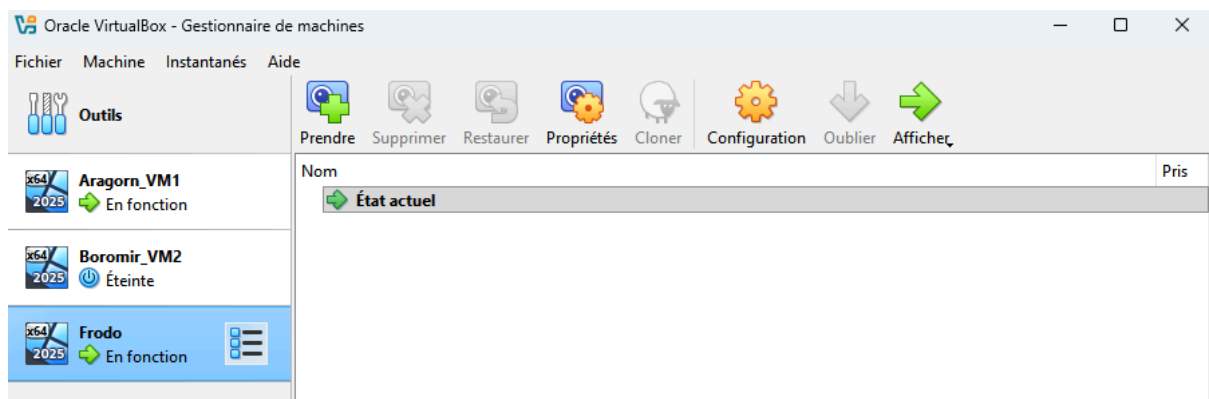 Oracle VirtualBox - Gestionnaire de machines
Fichier Machine Instantanés Aide
Outils
Prendre Supprimer Restaurer Propriétés Cloner Configuration Oublier Afficher
Nom Pris
État actuel
x64 2025 Aragorn_VM1
En fonction
x64 2025 Boromir_VM2
Éteinte
x64 2025 Frodo
En fonction